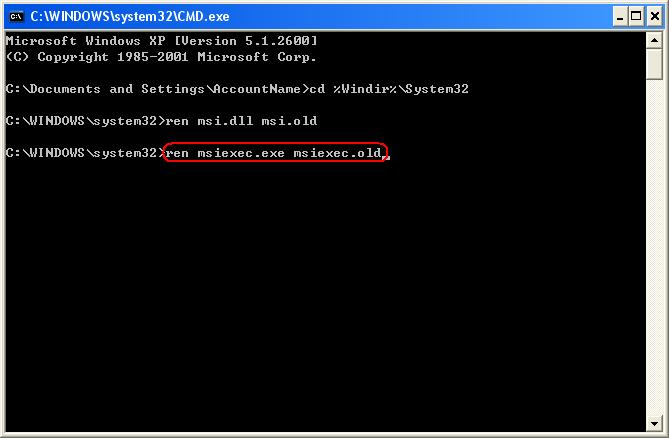 C:\WINDOWS\system32\CMD.exe
Microsoft Windows XP [Version 5.1.2600]
(C) Copyright 1985-2001 Microsoft Corp.
C:\Documents and Settings\AccountName>cd %Windir%\System32
C:\WINDOWS\system32>ren msi.dll msi.old
C:\WINDOWS\system32>ren msiexec.exe msiexec.old